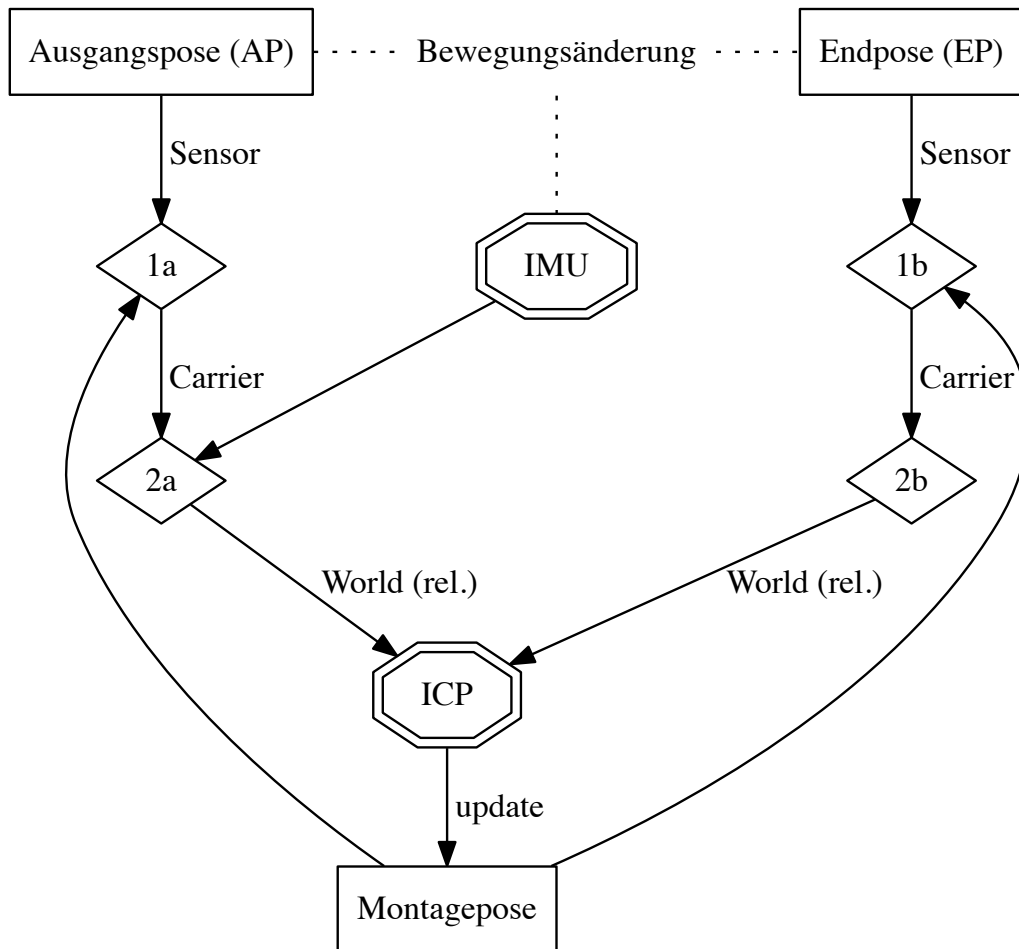 Ausgangspose (AP)
Bewegungsänderung
Endpose (EP)
Sensor
Sensor
1a
IMU
1b
Carrier
Carrier
2a
2b
World (rel.)
World (rel.)
ICP
update
Montagepose